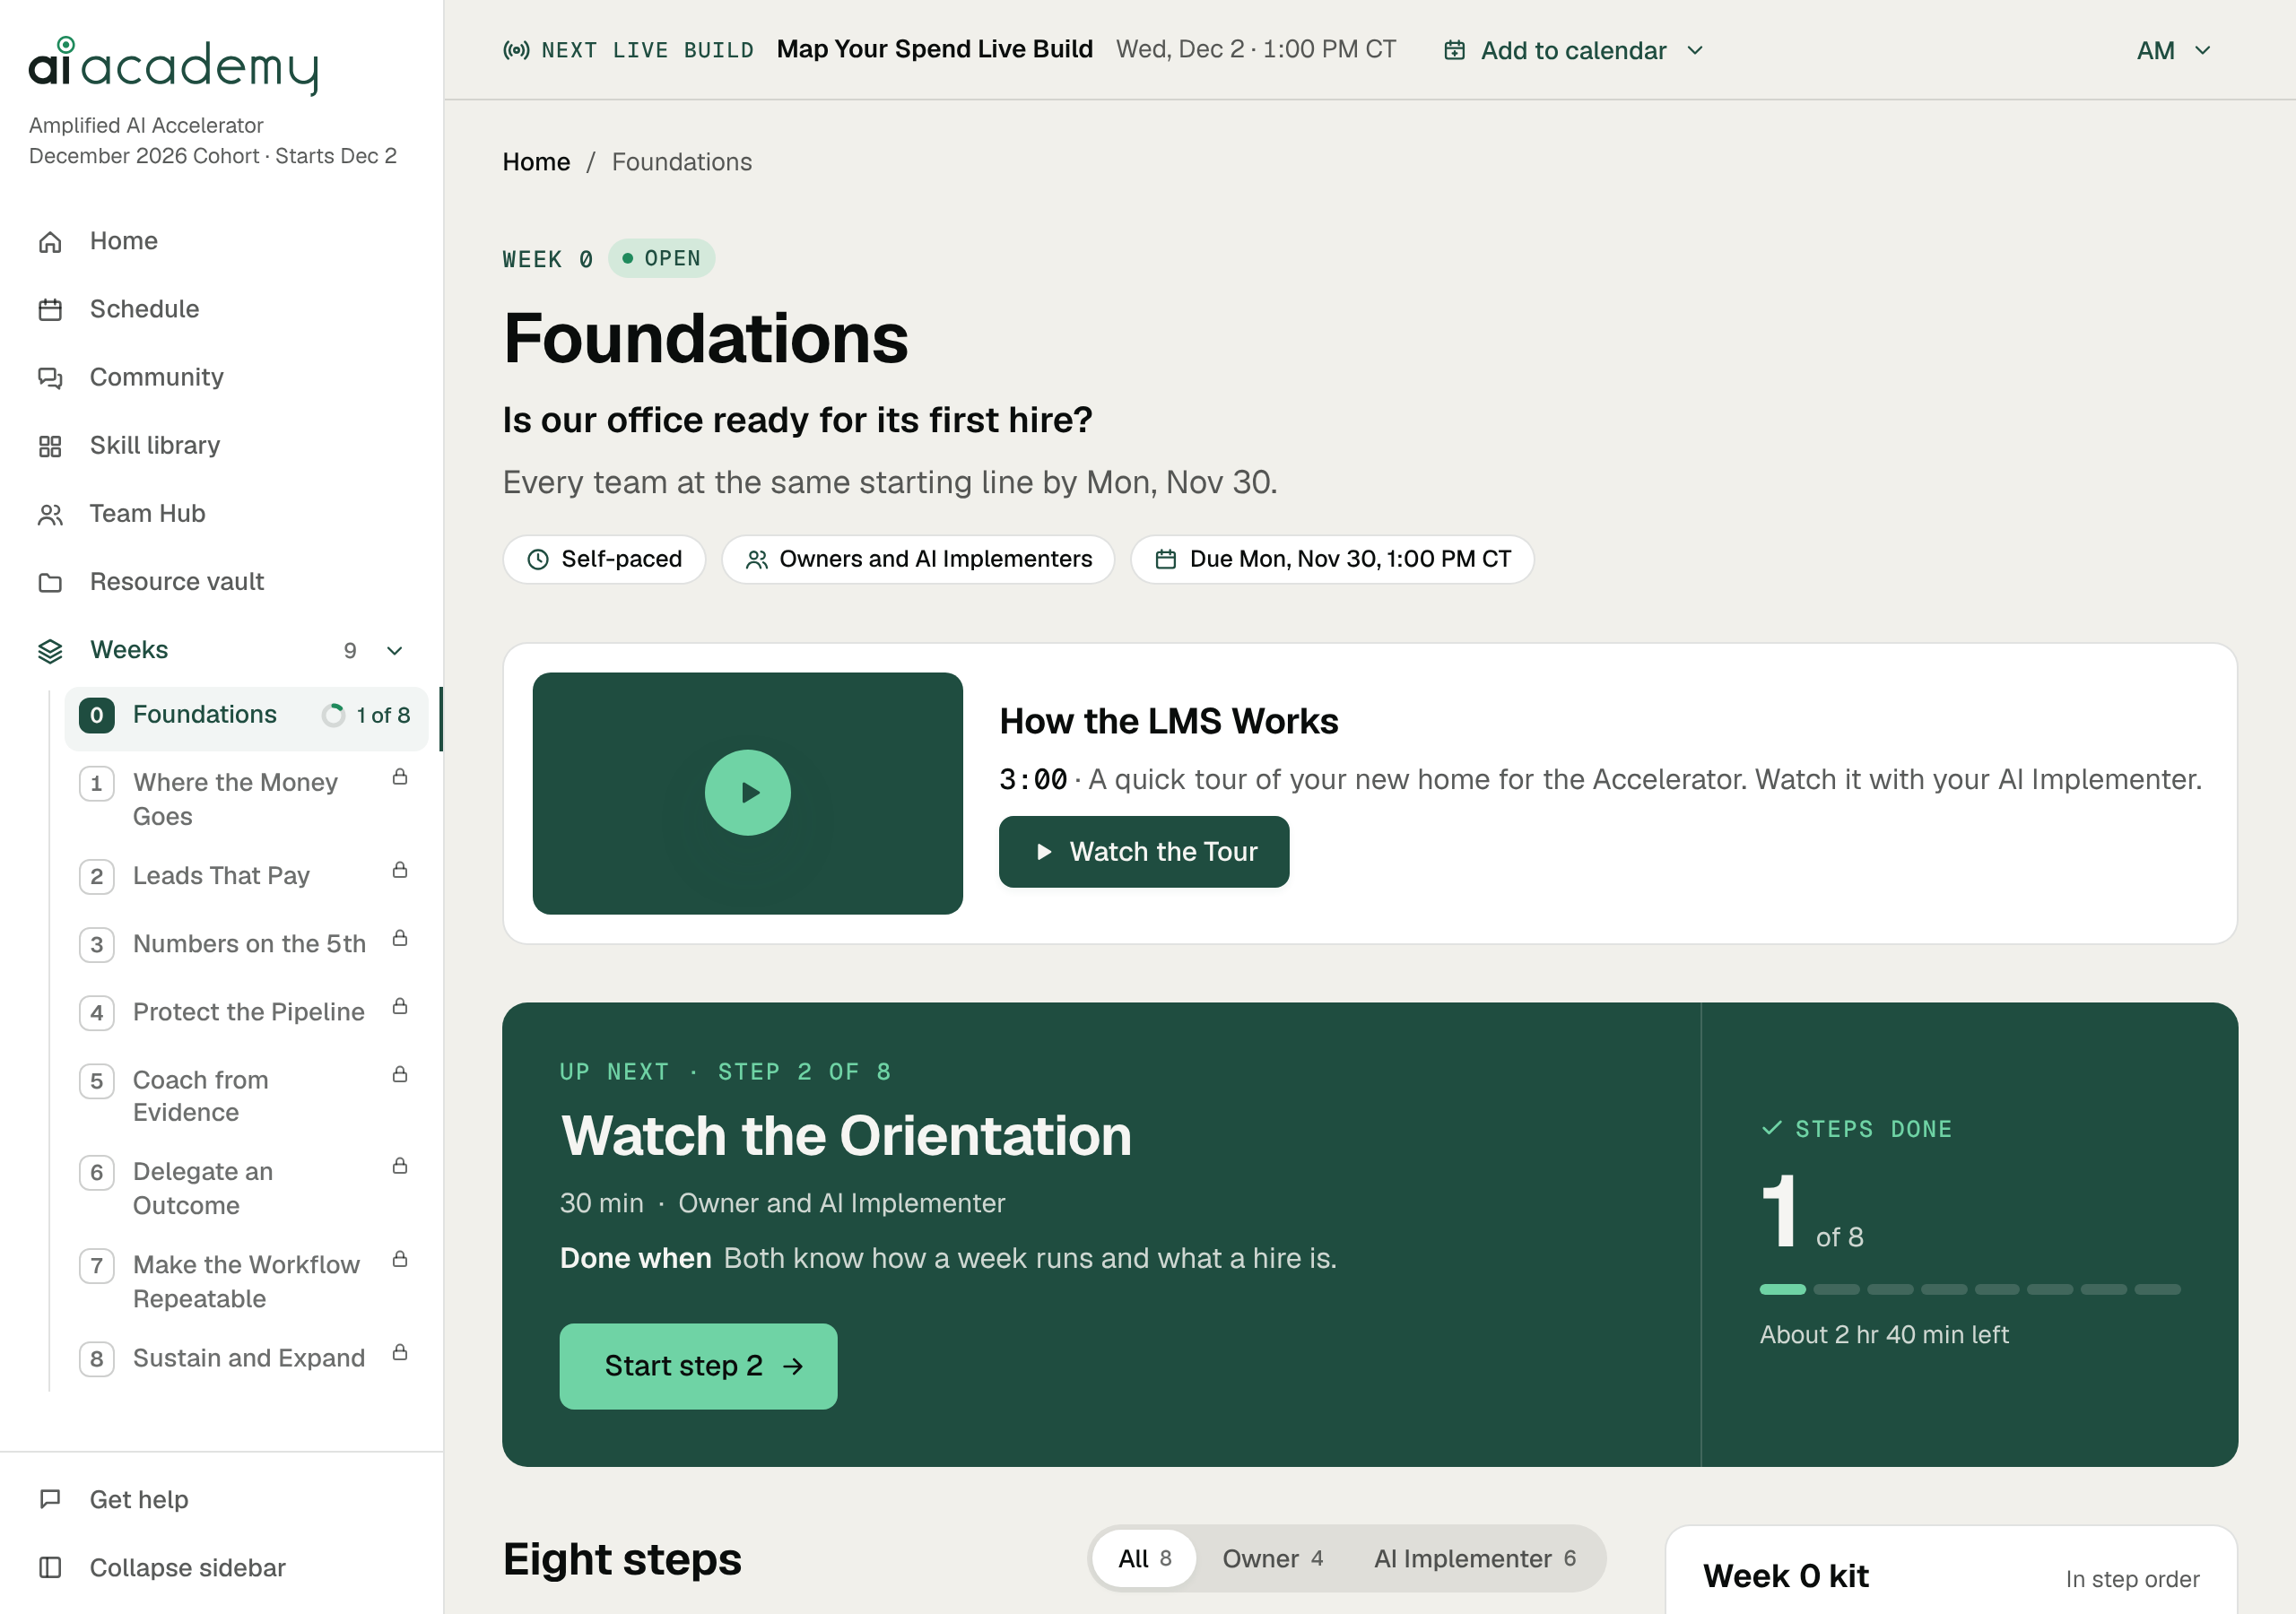 ai academy
Amplified AI Accelerator
December 2026 Cohort · Starts Dec 2
Home
Schedule
Community
Skill library
Team Hub
Resource vault
Weeks 9
0 Foundations 1 of 8
1 Where the Money
Goes
2 Leads That Pay
3 Numbers on the 5th
4 Protect the Pipeline
5 Coach from
Evidence
6 Delegate an
Outcome
7 Make the Workflow
Repeatable
8 Sustain and Expand
Get help
Collapse sidebar
NEXT LIVE BUILD Map Your Spend Live Build Wed, Dec 2 · 1:00 PM CT Add to calendar AM
Home / Foundations
WEEK 0 OPEN
Foundations
Is our office ready for its first hire?
Every team at the same starting line by Mon, Nov 30.
Self-paced Owners and AI Implementers Due Mon, Nov 30, 1:00 PM CT
How the LMS Works
3:00 · A quick tour of your new home for the Accelerator. Watch it with your AI Implementer.
Watch the Tour
UP NEXT · STEP 2 OF 8
Watch the Orientation
30 min · Owner and AI Implementer
Done when Both know how a week runs and what a hire is.
Start step 2
STEPS DONE
1 of 8
About 2 hr 40 min left
Eight steps
All 8 Owner 4 AI Implementer 6
Week 0 kit In step order